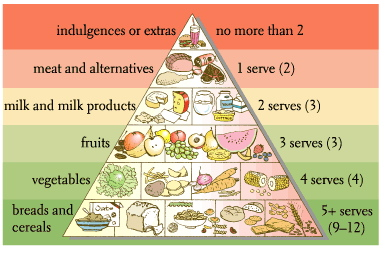 indulgences or extras no more than 2
meat and alternatives 1 serve (2)
milk and milk products 2 serves (3)
fruits 3 serves (3)
vegetables 4 serves (4)
breads and cereals 5+ serves (9–12)